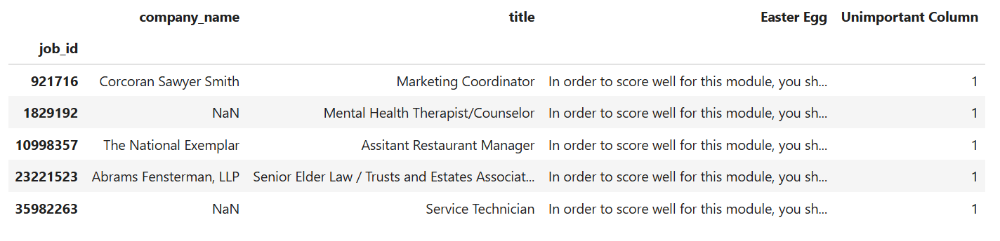 company_name title Easter Egg Unimportant Column
job_id
921716 Corcoran Sawyer Smith Marketing Coordinator In order to score well for this module, you sh... 1
1829192 NaN Mental Health Therapist/Counselor In order to score well for this module, you sh... 1
10998357 The National Exemplar Assitant Restaurant Manager In order to score well for this module, you sh... 1
23221523 Abrams Fensterman, LLP Senior Elder Law / Trusts and Estates Associat... In order to score well for this module, you sh... 1
35982263 NaN Service Technician In order to score well for this module, you sh... 1